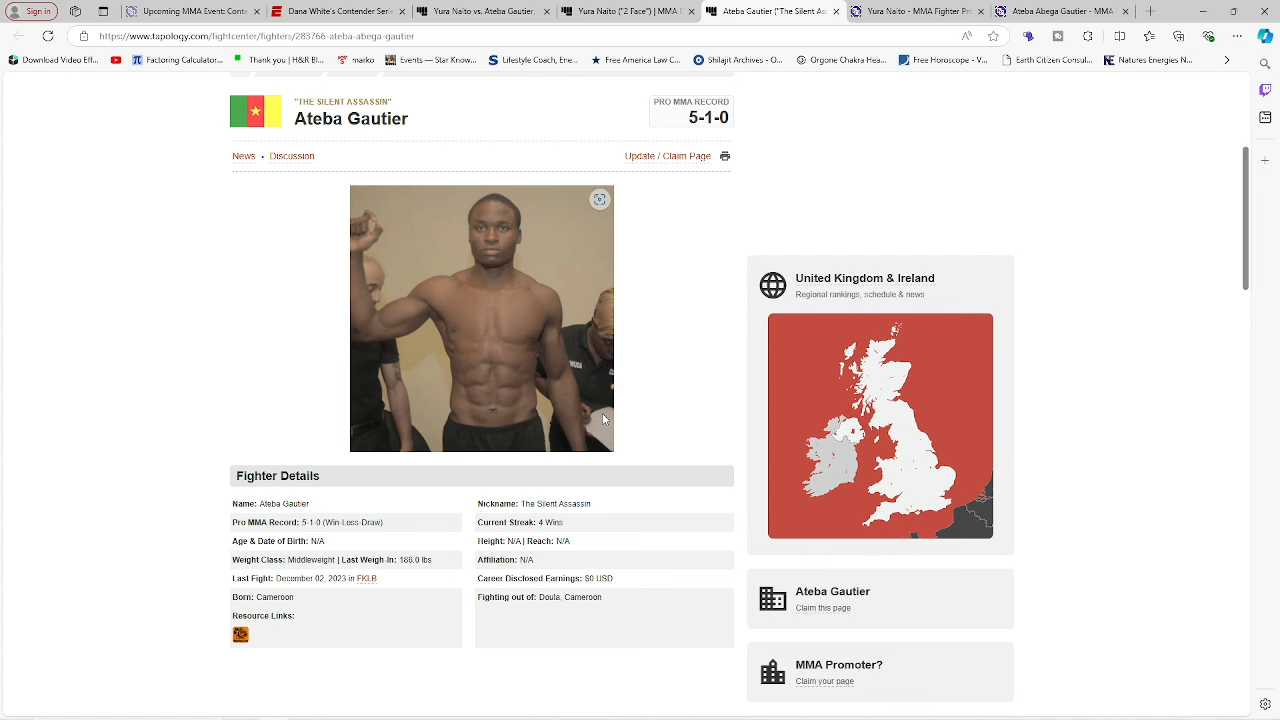 Sign in
Upcoming MMA Event Conte
Dana White's Contender Seri
Yura Naito vs. Ateba Gautier,
Yura Naito ("2 Face") | MMA F
Ateba Gautier ("The Silent Ass
Yura Naito - MMA Fighter Pr
Ateba Abega Gautier - MMA
https://www.tapology.com/fightcenter/fighters/283766-ateba-abega-gautier
Download Video Eff...
Factoring Calculator...
Thank you | H&R Bl...
marko
Events — Star Know...
Lifestyle Coach, Ene...
Free America Law C...
Shilajit Archives - O...
Orgone Chakra Hea...
Free Horoscope - V...
Earth Citizen Consul...
Natures Energies N...
"THE SILENT ASSASSIN"
Ateba Gautier
PRO MMA RECORD
5-1-0
News • Discussion
Update / Claim Page
United Kingdom & Ireland
Regional rankings, schedule & news
Fighter Details
Name: Ateba Gautier
Nickname: The Silent Assassin
Pro MMA Record: 5-1-0 (Win-Loss-Draw)
Current Streak: 4 Wins
Age & Date of Birth: N/A
Height: N/A | Reach: N/A
Weight Class: Middleweight | Last Weigh-In: 186.0 lbs
Affiliation: N/A
Last Fight: December 02, 2023 in FKLB
Career Disclosed Earnings: $0 USD
Born: Cameroon
Fighting out of: Doula, Cameroon
Resource Links:
Ateba Gautier
Claim this page
MMA Promoter?
Claim your page